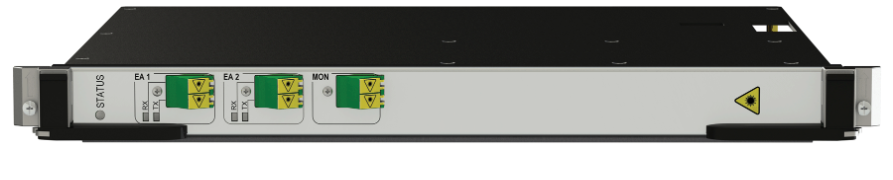 STATUS
EA 1
RX
TX
EA 2
RX
TX
MON